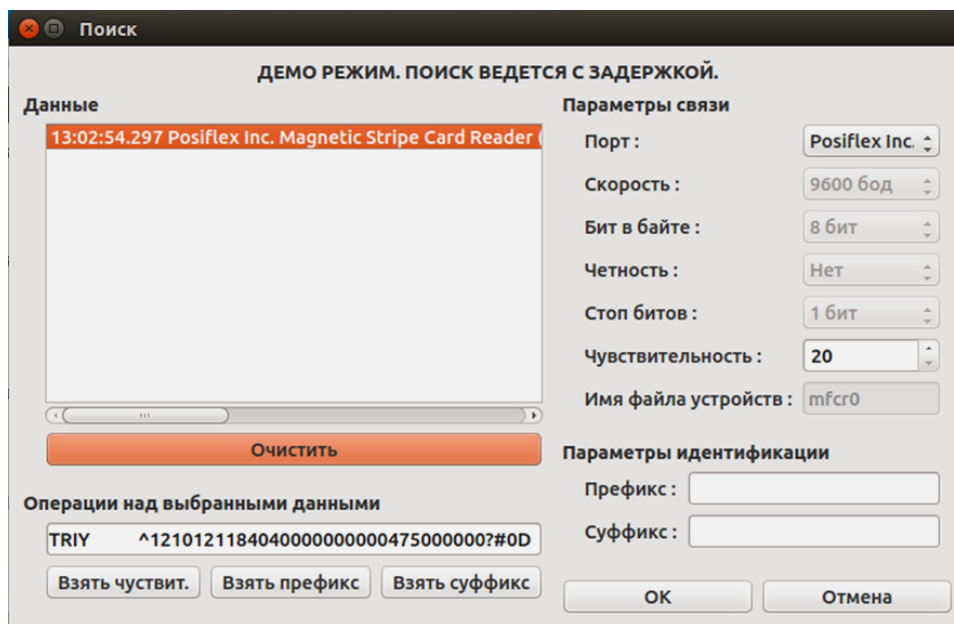 Поиск
ДЕМО РЕЖИМ. ПОИСК ВЕДЕТСЯ С ЗАДЕРЖКОЙ.
Данные
13:02:54.297 Posiflex Inc. Magnetic Stripe Card Reader (
Очистить
Операции над выбранными данными
TRIY ^1210121184040000000000475000000?#0D
Взять чуствит. Взять префикс Взять суффикс
Параметры связи
Порт : Posiflex Inc.
Скорость : 9600 бод
Бит в байте : 8 бит
Четность : Нет
Стоп битов : 1 бит
Чувствительность : 20
Имя файла устройств : mfcr0
Параметры идентификации
Префикс :
Суффикс :
ОК Отмена